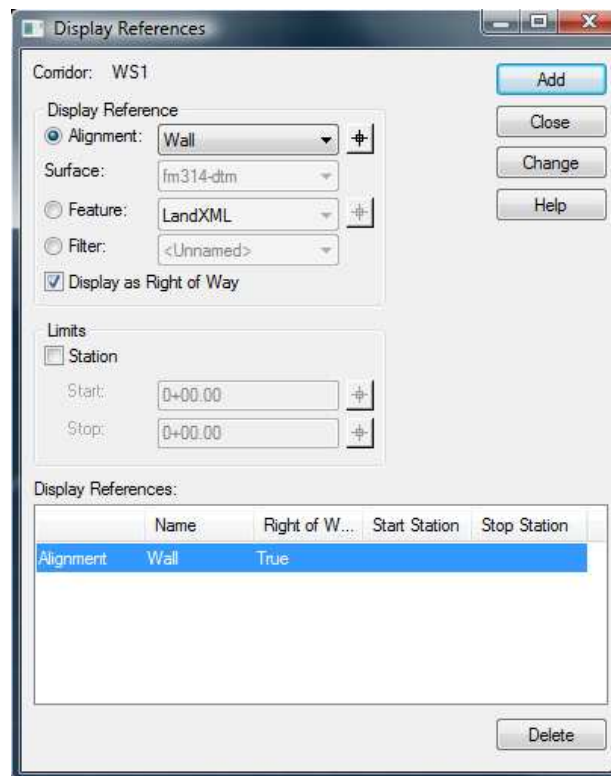 Display References
Corridor: WS1
Add
Display Reference
Close
Alignment: Wall
Change
Surface: fm314-dtm
Help
Feature: LandXML
Filter: <Unnamed>
Display as Right of Way
Limits
Station
Start: 0+00.00
Stop: 0+00.00
Display References:
Name Right of W... Start Station Stop Station
Alignment Wall True
Delete